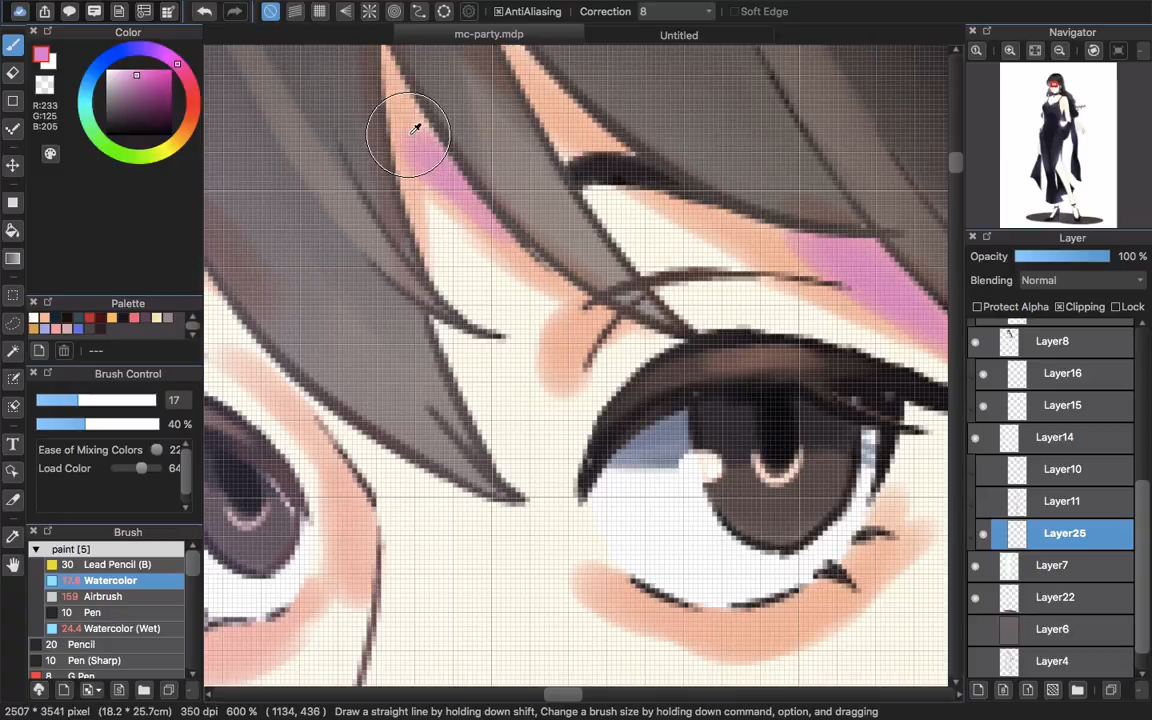 AntiAliasing Correction 8 Soft Edge
Color
mc-party.mdp Untitled
Navigator
R:233
G:125
B:205
Layer
Opacity 100 %
Blending Normal
Protect Alpha Clipping Lock
Palette
---
Layer8
Layer16
Layer15
Layer14
Layer10
Layer11
Layer25
Layer7
Layer22
Layer6
Layer4
Brush Control
17
40 %
Ease of Mixing Colors 22
Load Color 64
Brush
paint [5]
30 Lead Pencil (B)
17.6 Watercolor
159 Airbrush
10 Pen
24.4 Watercolor (Wet)
20 Pencil
10 Pen (Sharp)
8 G Pen
2507 * 3541 pixel (18.2 * 25.7cm) 350 dpi 600 % ( 1134, 436 ) Draw a straight line by holding down shift, Change a brush size by holding down command, option, and dragging